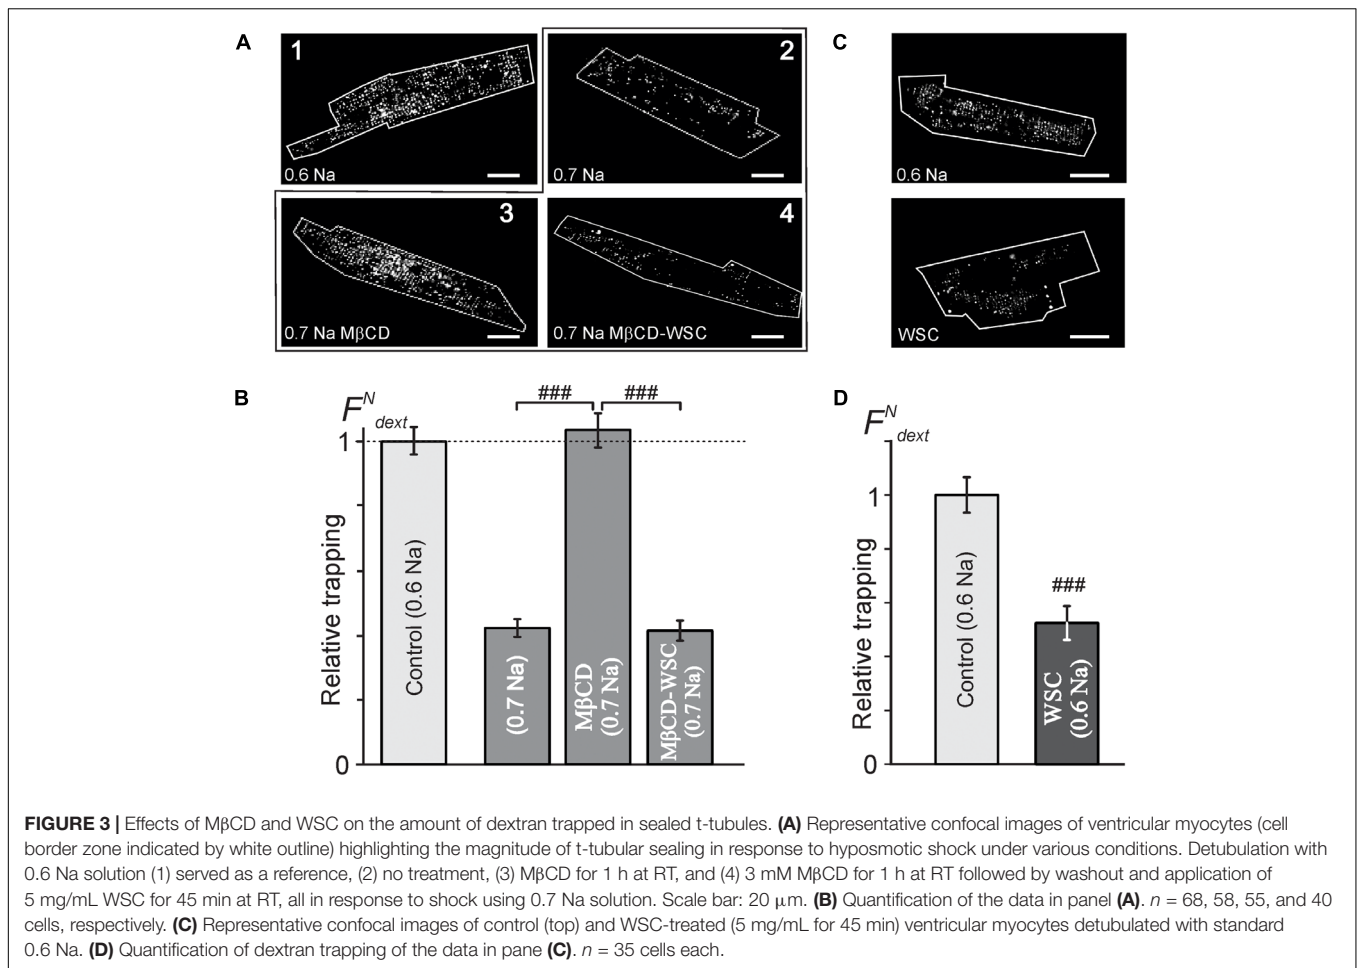 A
1
0.6 Na
2
0.7 Na
3
0.7 Na MβCD
4
0.7 Na MβCD-WSC
C
0.6 Na
WSC
B
F^N_dext
###
###
1
0
Relative trapping
Control (0.6 Na)
(0.7 Na)
MβCD
(0.7 Na)
MβCD-WSC
(0.7 Na)
D
F^N_dext
1
0
Relative trapping
Control (0.6 Na)
###
WSC
(0.6 Na)
FIGURE 3 | Effects of MβCD and WSC on the amount of dextran trapped in sealed t-tubules. (A) Representative confocal images of ventricular myocytes (cell
border zone indicated by white outline) highlighting the magnitude of t-tubular sealing in response to hyposmotic shock under various conditions. Detubulation with
0.6 Na solution (1) served as a reference, (2) no treatment, (3) MβCD for 1 h at RT, and (4) 3 mM MβCD for 1 h at RT followed by washout and application of
5 mg/mL WSC for 45 min at RT, all in response to shock using 0.7 Na solution. Scale bar: 20 μm. (B) Quantification of the data in panel (A). n = 68, 58, 55, and 40
cells, respectively. (C) Representative confocal images of control (top) and WSC-treated (5 mg/mL for 45 min) ventricular myocytes detubulated with standard
0.6 Na. (D) Quantification of dextran trapping of the data in pane (C). n = 35 cells each.